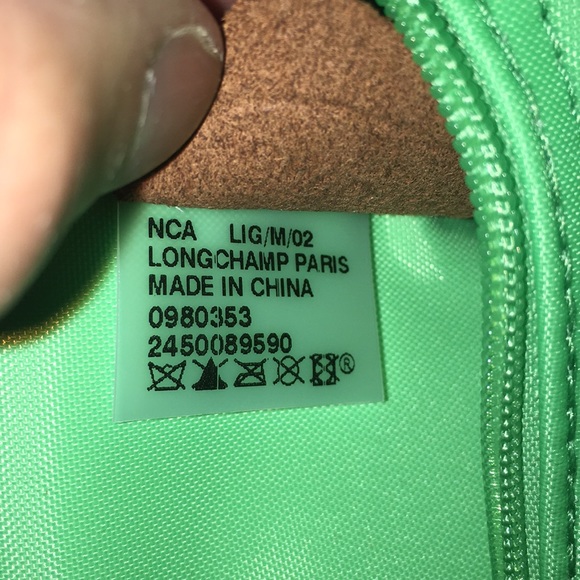 NCA LIG/M/02
LONGCHAMP PARIS
MADE IN CHINA
0980353
2450089590
®